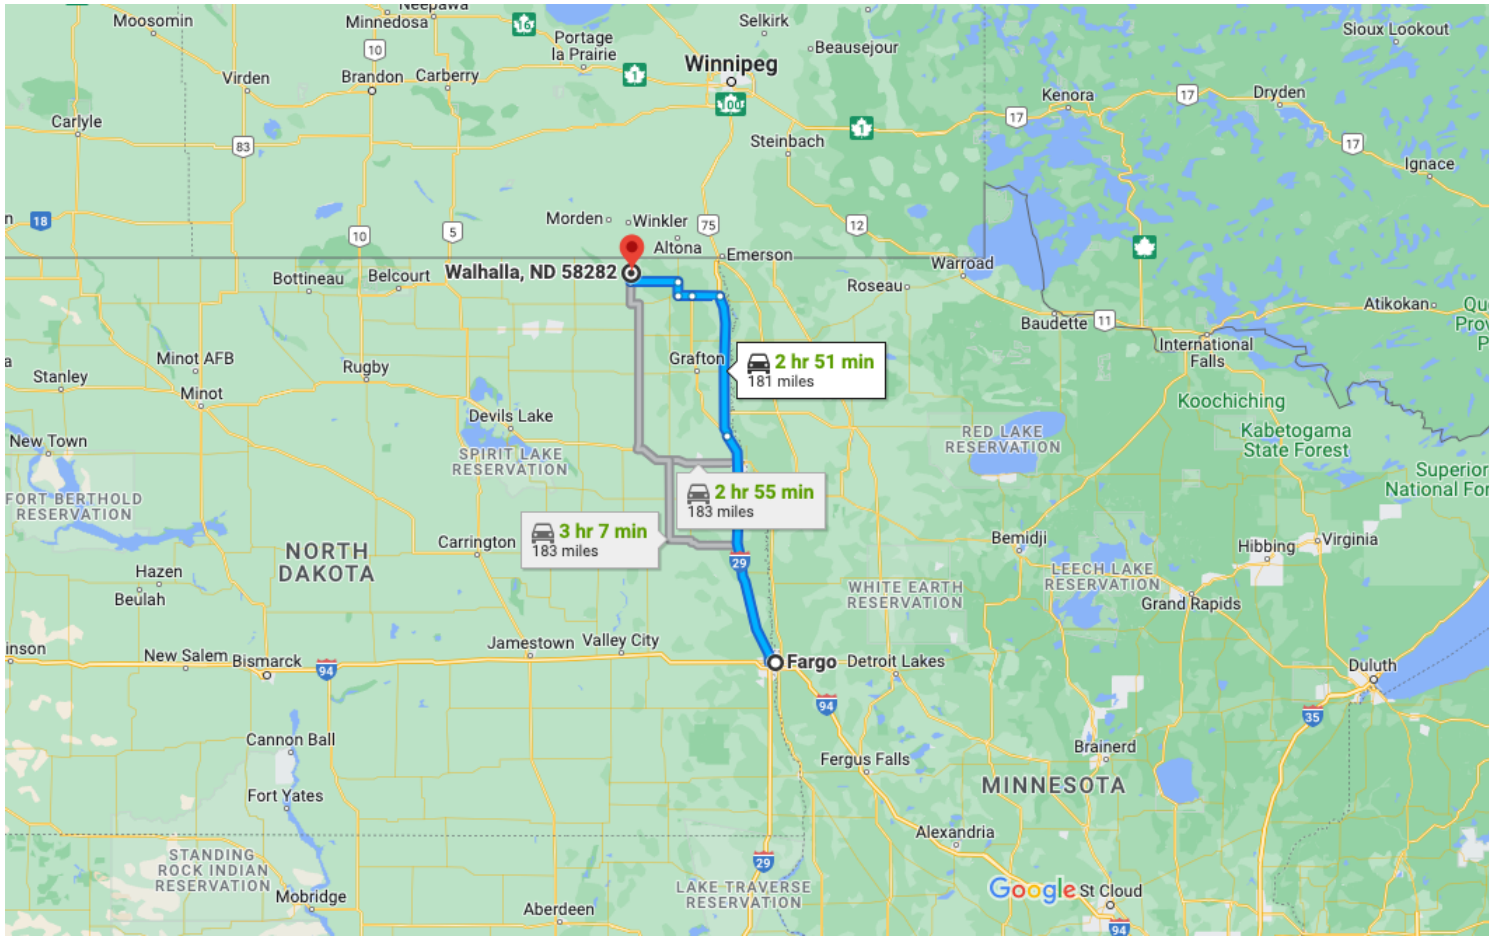 Neepawa
Moosomin
Minnedosa
16
Selkirk
Sioux Lookout
10
Portage
la Prairie
Beausejour
Winnipeg
Virden
Brandon
Carberry
1
100
Kenora
17
Dryden
Carlyle
83
1
17
Steinbach
17
Ignace
18
Morden
Winkler
75
12
10
5
Altona
Emerson
Walhalla, ND 58282
Bottineau
Belcourt
Warroad
Roseau
Atikokan
Baudette
11
International
Falls
Minot AFB
Grafton
2 hr 51 min
181 miles
Stanley
Rugby
Minot
Koochiching
Devils Lake
Kabetogama
State Forest
RED LAKE
RESERVATION
New Town
SPIRIT LAKE
RESERVATION
Superior
National For
FORT BERTHOLD
RESERVATION
2 hr 55 min
183 miles
3 hr 7 min
183 miles
Carrington
NORTH
DAKOTA
Bemidji
Hibbing
Virginia
29
Hazen
Beulah
WHITE EARTH
RESERVATION
LEECH LAKE
RESERVATION
Grand Rapids
inson
New Salem
Bismarck
94
Jamestown
Valley City
Fargo
Detroit Lakes
Duluth
94
35
Cannon Ball
Fergus Falls
Brainerd
MINNESOTA
Fort Yates
Alexandria
STANDING
ROCK INDIAN
RESERVATION
29
LAKE TRAVERSE
RESERVATION
Google
St Cloud
Mobridge
Aberdeen
94